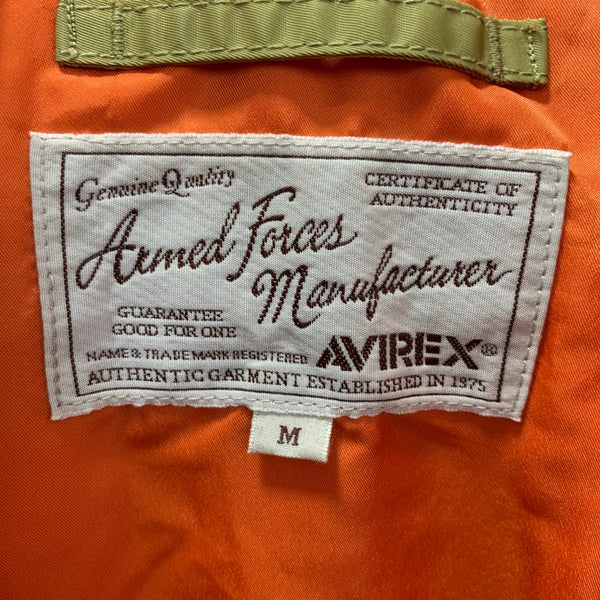 Genuine Quality
CERTIFICATE OF
AUTHENTICITY
Armed Forces
Manufacturer
GUARANTEE
GOOD FOR ONE
NAME & TRADE MARK REGISTERED
AVIREX®
AUTHENTIC GARMENT ESTABLISHED IN 1975
M